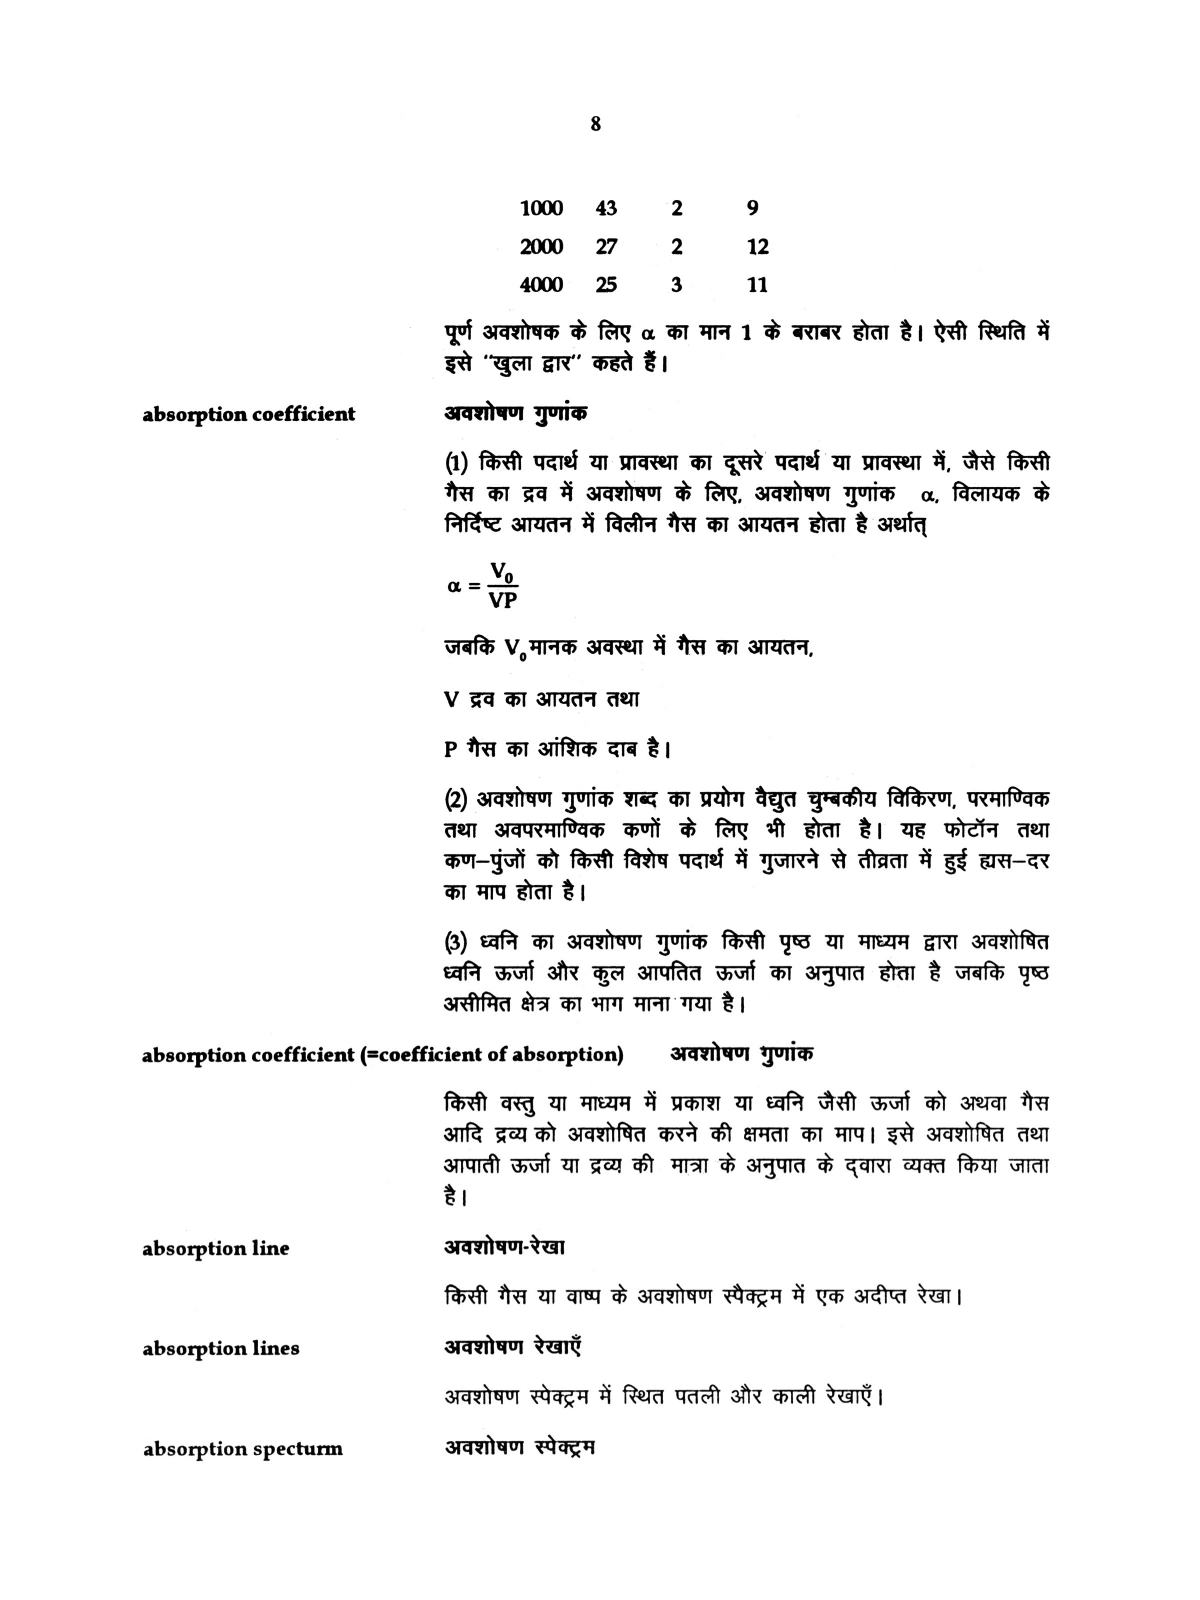 8
1000 43 2 9
2000 27 2 12
4000 25 3 11
पूर्ण अवशोषक के लिए α का मान 1 के बराबर होता है। ऐसी स्थिति में
इसे "खुला द्वार" कहते हैं।
absorption coefficient अवशोषण गुणांक
(1) किसी पदार्थ या प्रावस्था का दूसरे पदार्थ या प्रावस्था में, जैसे किसी
गैस का द्रव में अवशोषण के लिए, अवशोषण गुणांक α, विलायक के
निर्दिष्ट आयतन में विलीन गैस का आयतन होता है अर्थात्
α = V₀/VP
जबकि V₀ मानक अवस्था में गैस का आयतन,
V द्रव का आयतन तथा
P गैस का आंशिक दाब है।
(2) अवशोषण गुणांक शब्द का प्रयोग वैद्युत चुम्बकीय विकिरण, परमाण्विक
तथा अवपरमाण्विक कणों के लिए भी होता है। यह फोटॉन तथा
कण–पुंजों को किसी विशेष पदार्थ में गुजारने से तीव्रता में हुई ह्यस–दर
का माप होता है।
(3) ध्वनि का अवशोषण गुणांक किसी पृष्ठ या माध्यम द्वारा अवशोषित
ध्वनि ऊर्जा और कुल आपतित ऊर्जा का अनुपात होता है जबकि पृष्ठ
असीमित क्षेत्र का भाग माना गया है।
absorption coefficient (=coefficient of absorption) अवशोषण गुणांक
किसी वस्तु या माध्यम में प्रकाश या ध्वनि जैसी ऊर्जा को अथवा गैस
आदि द्रव्य को अवशोषित करने की क्षमता का माप। इसे अवशोषित तथा
आपाती ऊर्जा या द्रव्य की मात्रा के अनुपात के द्वारा व्यक्त किया जाता
है।
absorption line अवशोषण-रेखा
किसी गैस या वाष्प के अवशोषण स्पैक्ट्रम में एक अदीप्त रेखा।
absorption lines अवशोषण रेखाएँ
अवशोषण स्पेक्ट्रम में स्थित पतली और काली रेखाएँ।
absorption specturm अवशोषण स्पेक्ट्रम